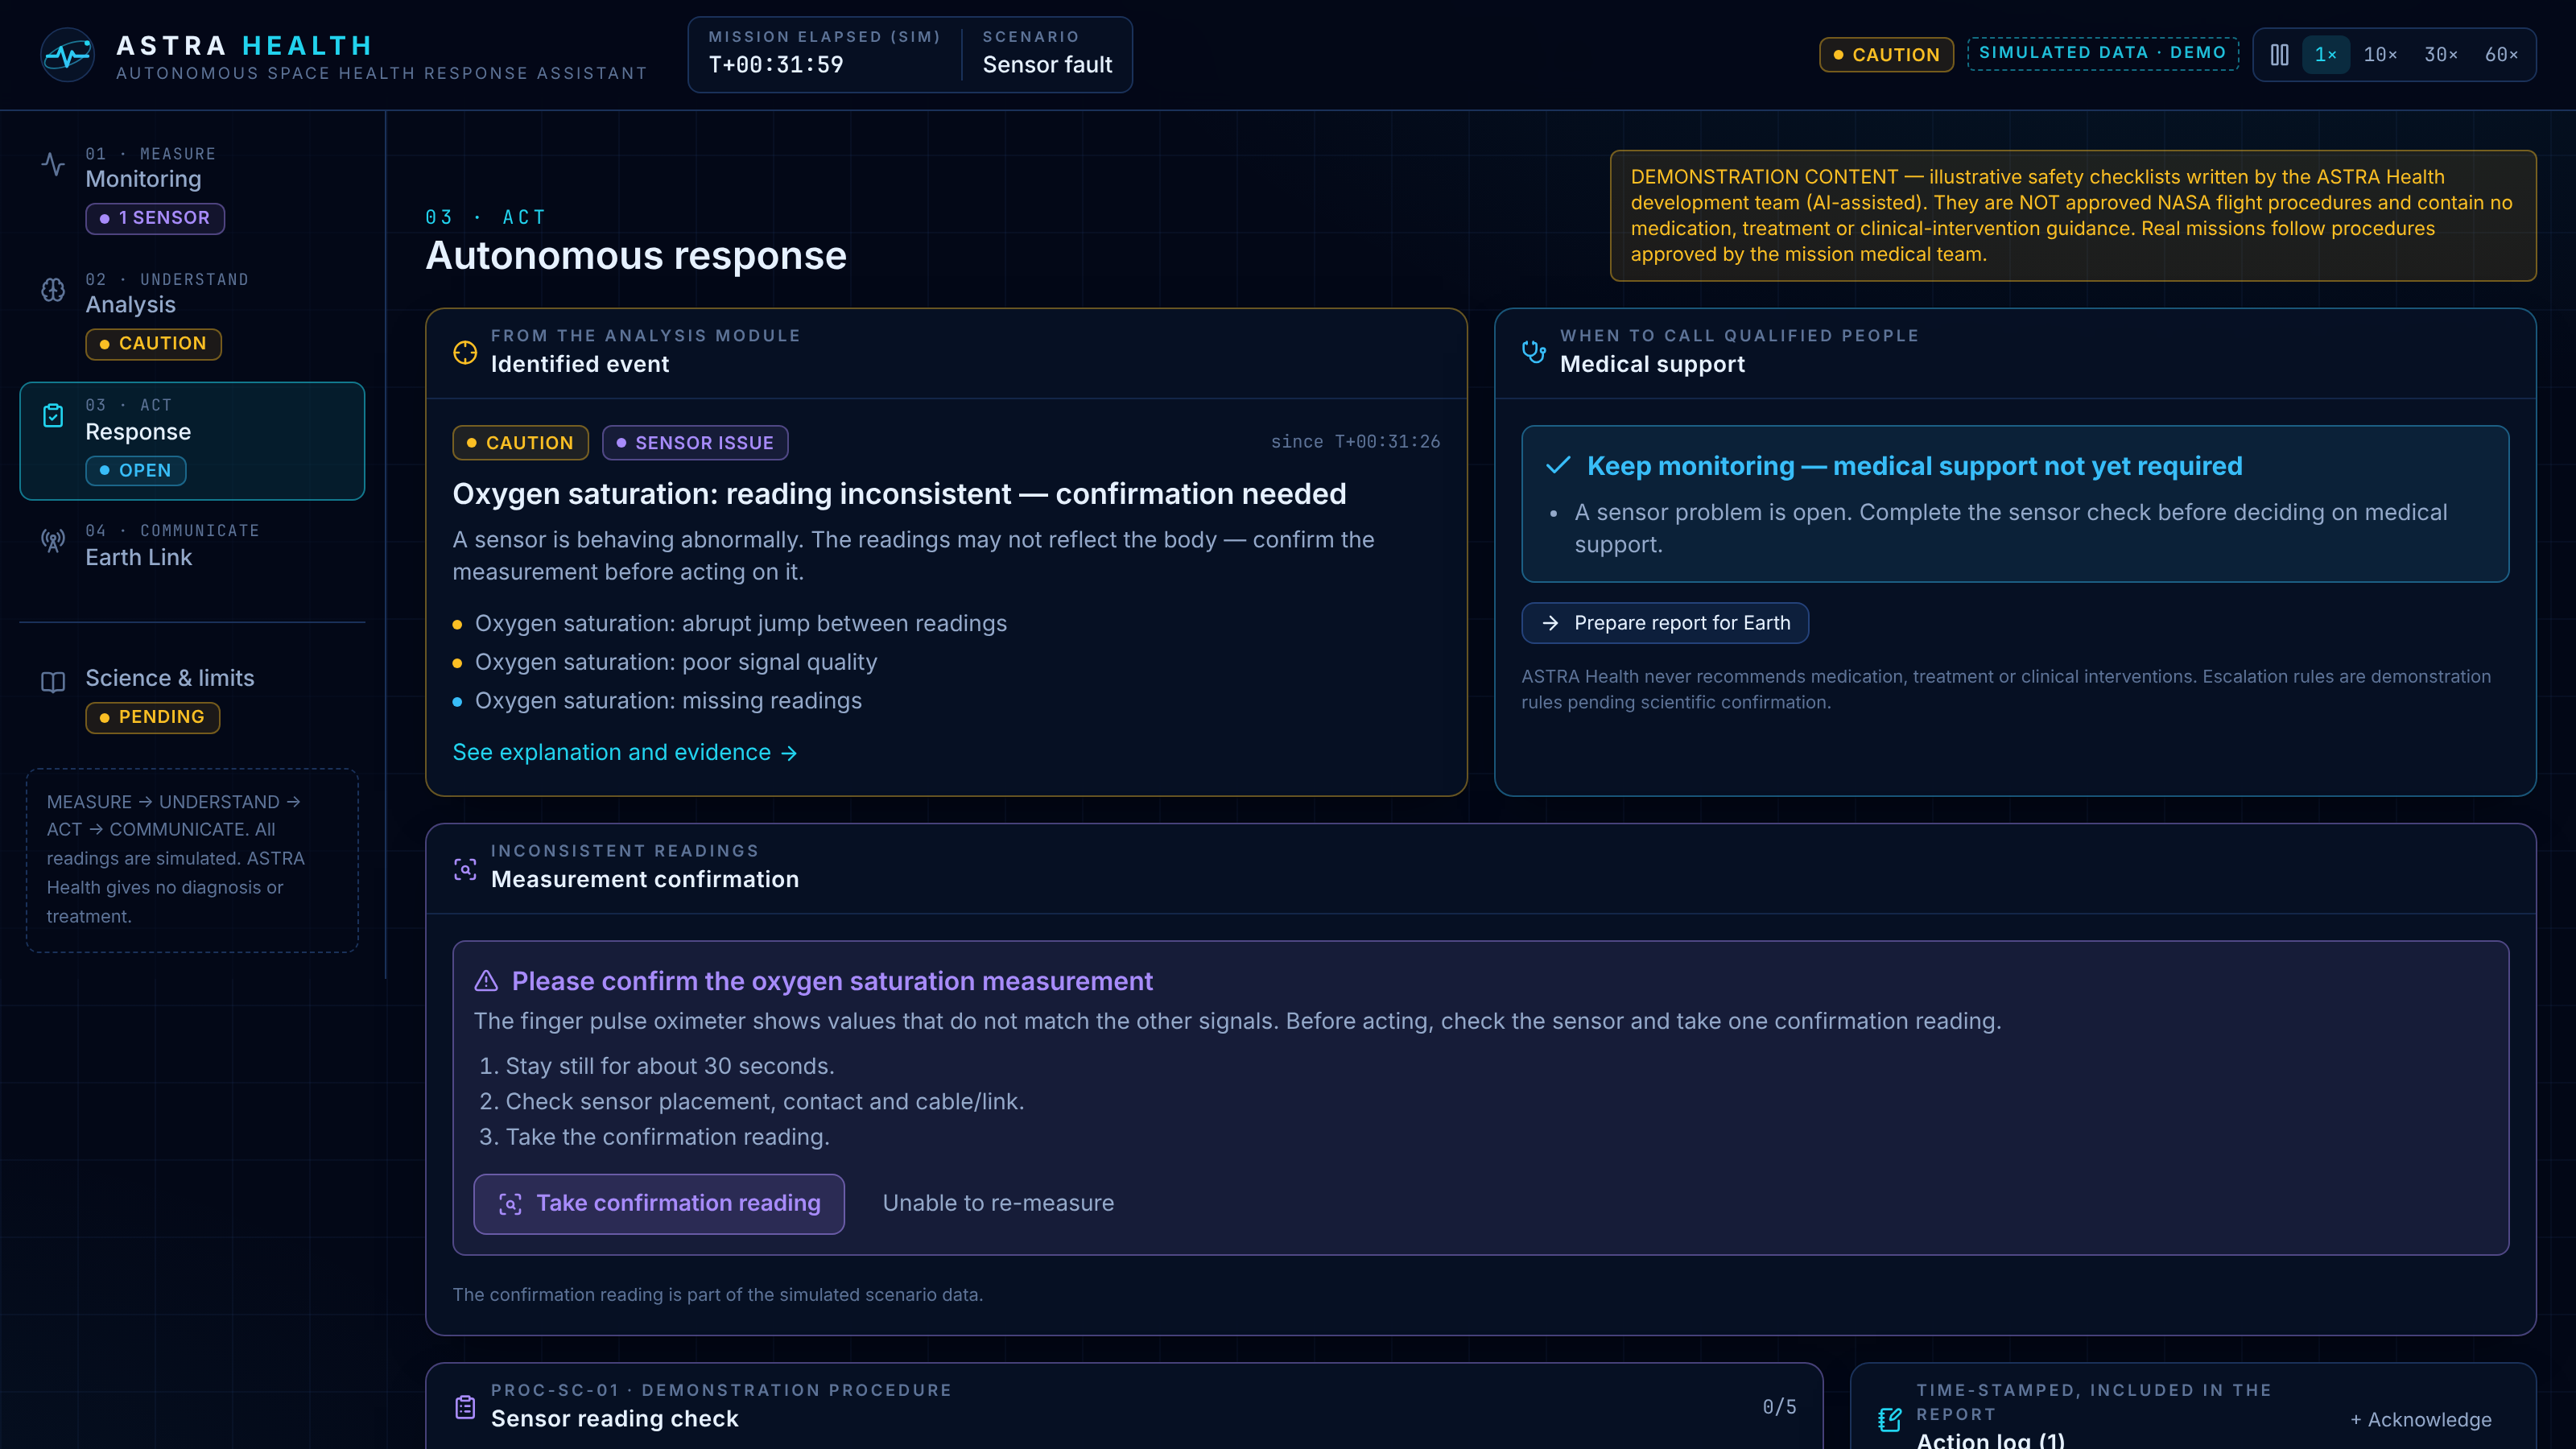 ASTRA HEALTH
AUTONOMOUS SPACE HEALTH RESPONSE ASSISTANT
MISSION ELAPSED (SIM)
T+00:31:59
SCENARIO
Sensor fault
CAUTION
SIMULATED DATA · DEMO
1×
10×
30×
60×
01 · MEASURE
Monitoring
1 SENSOR
02 · UNDERSTAND
Analysis
CAUTION
03 · ACT
Response
OPEN
04 · COMMUNICATE
Earth Link
Science & limits
PENDING
MEASURE → UNDERSTAND →
ACT → COMMUNICATE. All
readings are simulated. ASTRA
Health gives no diagnosis or
treatment.
03 · ACT
Autonomous response
DEMONSTRATION CONTENT — illustrative safety checklists written by the ASTRA Health
development team (AI-assisted). They are NOT approved NASA flight procedures and contain no
medication, treatment or clinical-intervention guidance. Real missions follow procedures
approved by the mission medical team.
FROM THE ANALYSIS MODULE
Identified event
CAUTION
SENSOR ISSUE
since T+00:31:26
Oxygen saturation: reading inconsistent — confirmation needed
A sensor is behaving abnormally. The readings may not reflect the body — confirm the
measurement before acting on it.
Oxygen saturation: abrupt jump between readings
Oxygen saturation: poor signal quality
Oxygen saturation: missing readings
See explanation and evidence →
WHEN TO CALL QUALIFIED PEOPLE
Medical support
Keep monitoring — medical support not yet required
• A sensor problem is open. Complete the sensor check before deciding on medical
support.
→ Prepare report for Earth
ASTRA Health never recommends medication, treatment or clinical interventions. Escalation rules are demonstration
rules pending scientific confirmation.
INCONSISTENT READINGS
Measurement confirmation
Please confirm the oxygen saturation measurement
The finger pulse oximeter shows values that do not match the other signals. Before acting, check the sensor and take one confirmation reading.
1. Stay still for about 30 seconds.
2. Check sensor placement, contact and cable/link.
3. Take the confirmation reading.
Take confirmation reading
Unable to re-measure
The confirmation reading is part of the simulated scenario data.
PROC-SC-01 · DEMONSTRATION PROCEDURE
Sensor reading check
0/5
TIME-STAMPED, INCLUDED IN THE
REPORT
Action log (1)
+ Acknowledge